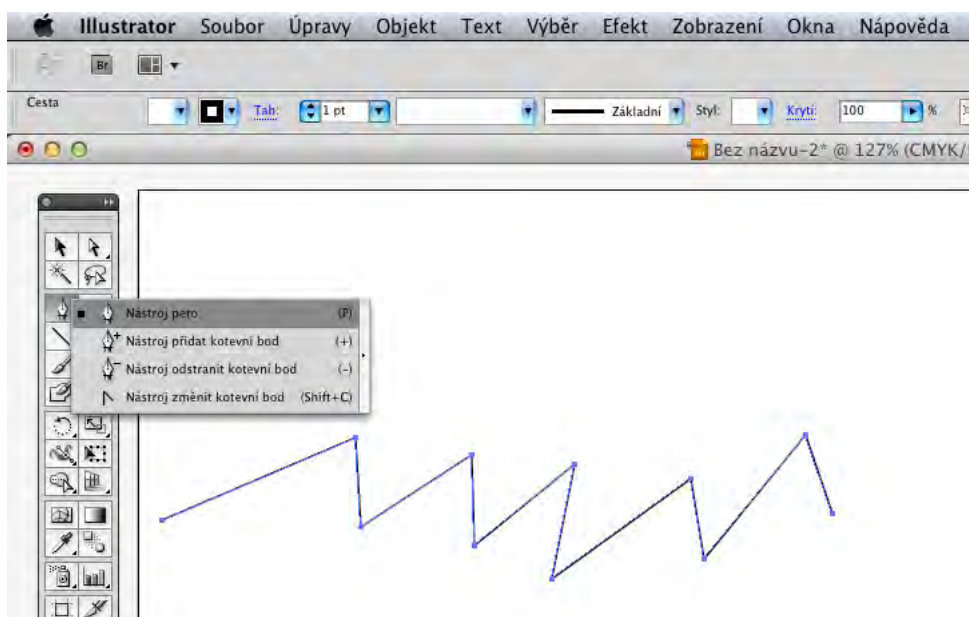 Illustrator Soubor Úpravy Objekt Text Výběr Efekt Zobrazení Okna Nápověda
Br
Cesta Tah: 1 pt Základní Styl: Krytí: 100 %
Bez názvu-2* @ 127% (CMYK/
Nástroj pero (P)
Nástroj přidat kotevní bod (+)
Nástroj odstranit kotevní bod (-)
Nástroj změnit kotevní bod (Shift+C)